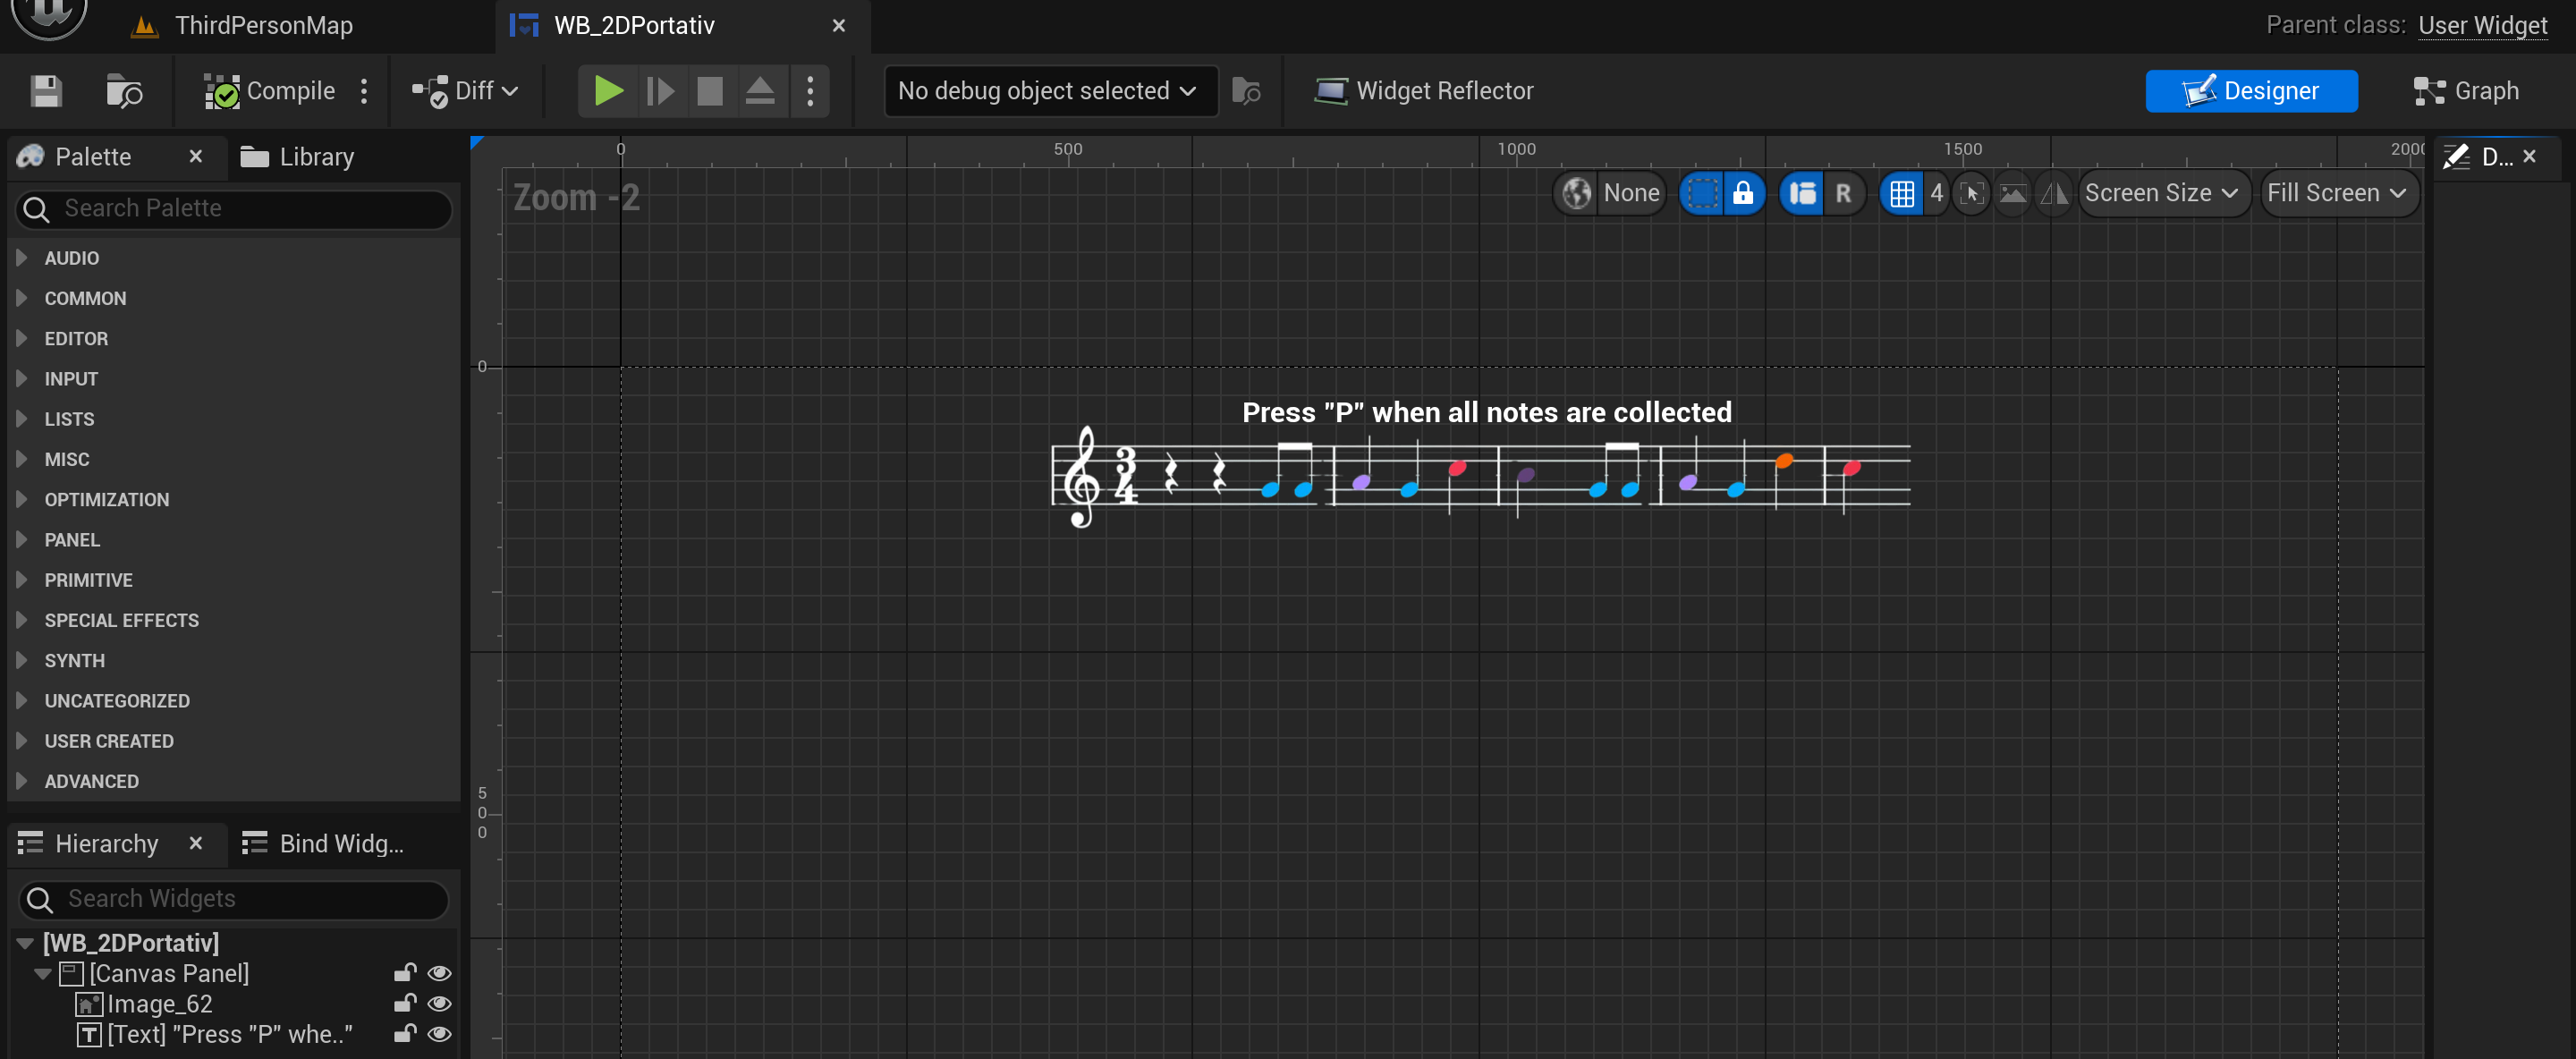 ThirdPersonMap
WB_2DPortativ
Parent class: User Widget
Compile
Diff
No debug object selected
Widget Reflector
Designer
Graph
Palette
Library
Search Palette
AUDIO
COMMON
EDITOR
INPUT
LISTS
MISC
OPTIMIZATION
PANEL
PRIMITIVE
SPECIAL EFFECTS
SYNTH
UNCATEGORIZED
USER CREATED
ADVANCED
Hierarchy
Bind Widg...
Search Widgets
[WB_2DPortativ]
[Canvas Panel]
Image_62
[Text] "Press "P" whe.."
0 500 1000 1500 2000
Zoom -2
None
R
4
Screen Size
Fill Screen
D...
0
Press "P" when all notes are collected
3
4
500